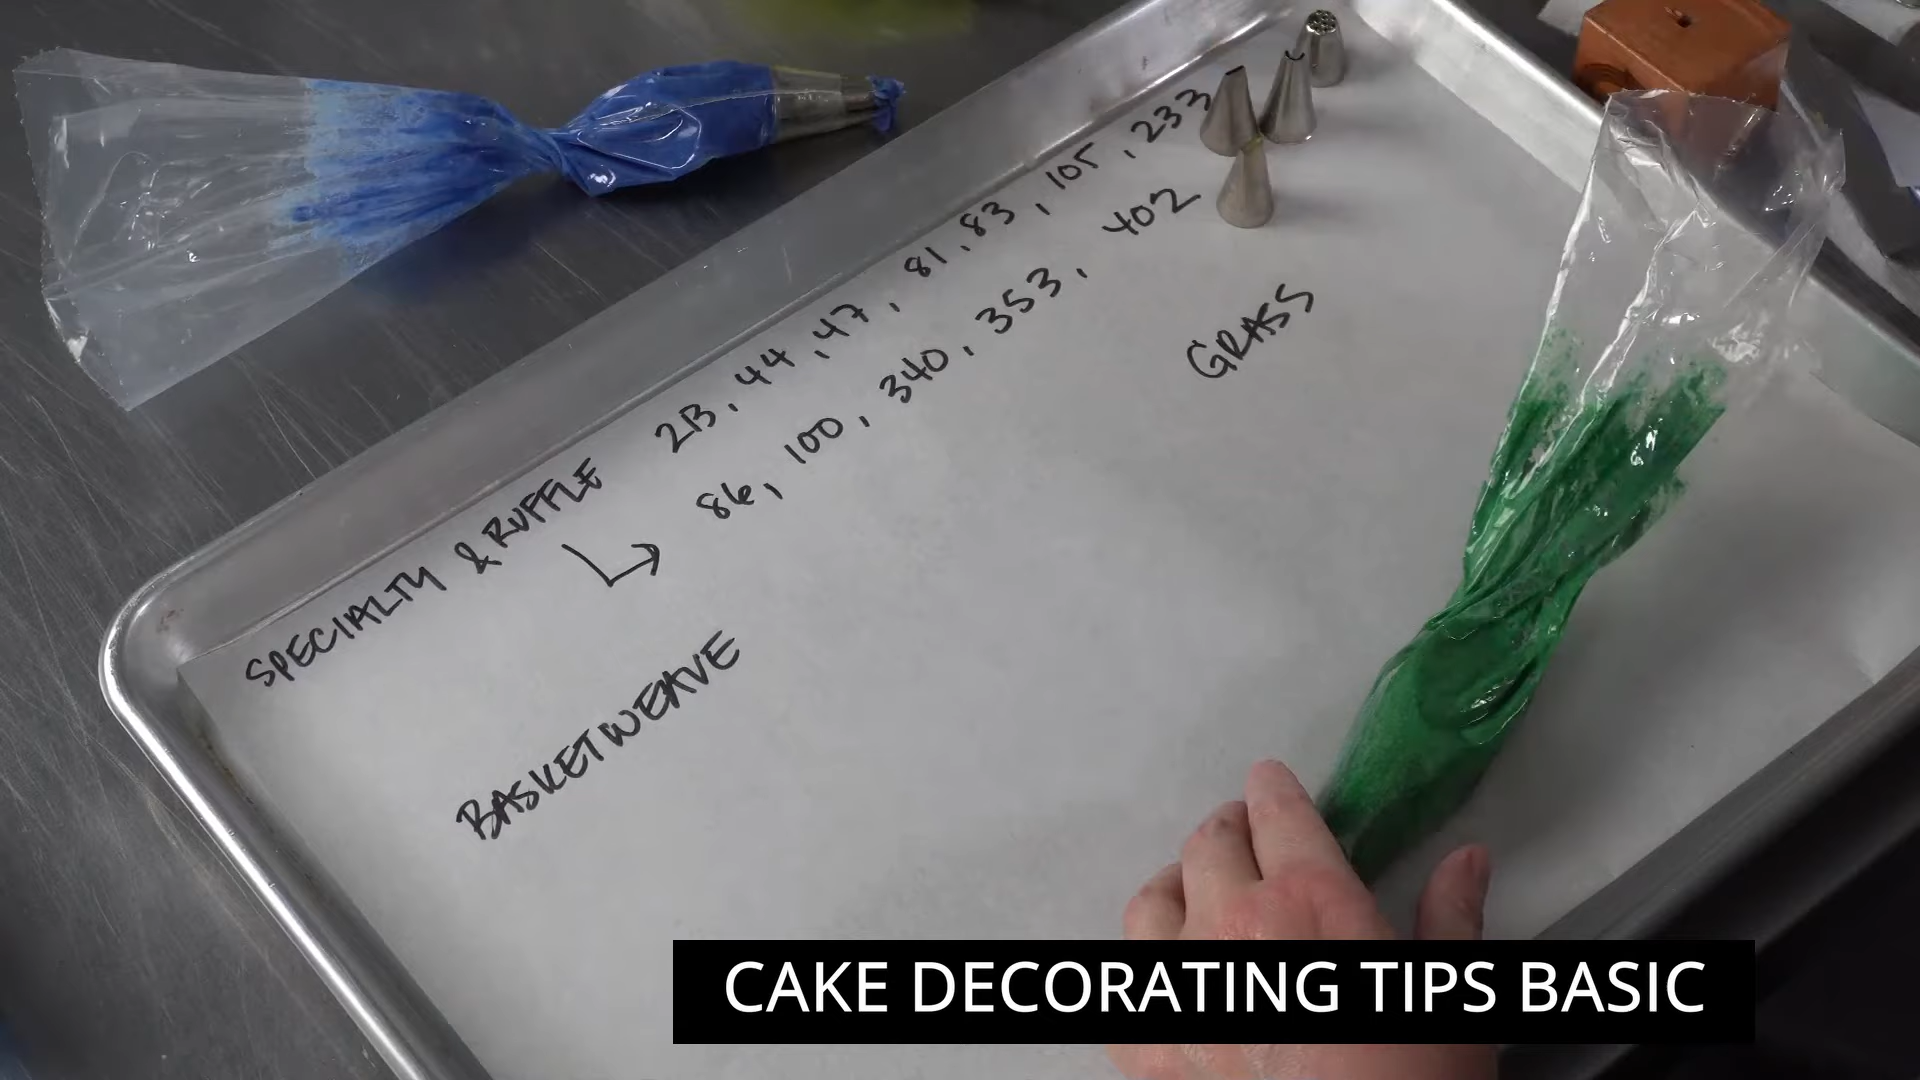 SPECIALTY & RUFFLE 2B, 44, 47, 81, 83, 105, 233
86, 100, 340, 353, 402
BASKETWEAVE
GRASS
CAKE DECORATING TIPS BASIC